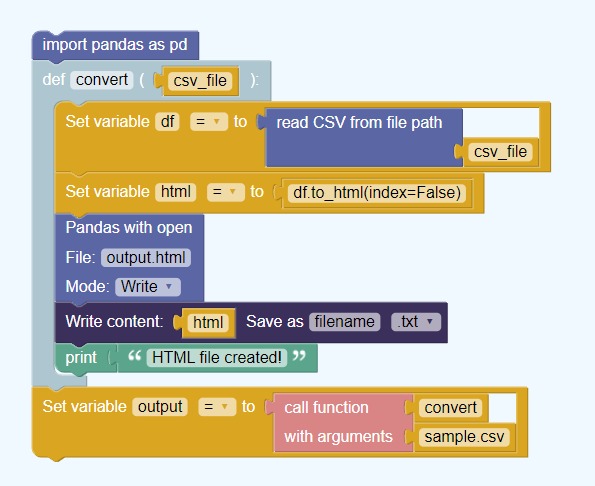 import pandas as pd
def convert ( csv_file ):
Set variable df = to read CSV from file path
csv_file
Set variable html = to df.to_html(index=False)
Pandas with open
File: output.html
Mode: Write
Write content: html Save as filename .txt
print “ HTML file created! ”
Set variable output = to call function convert
with arguments sample.csv